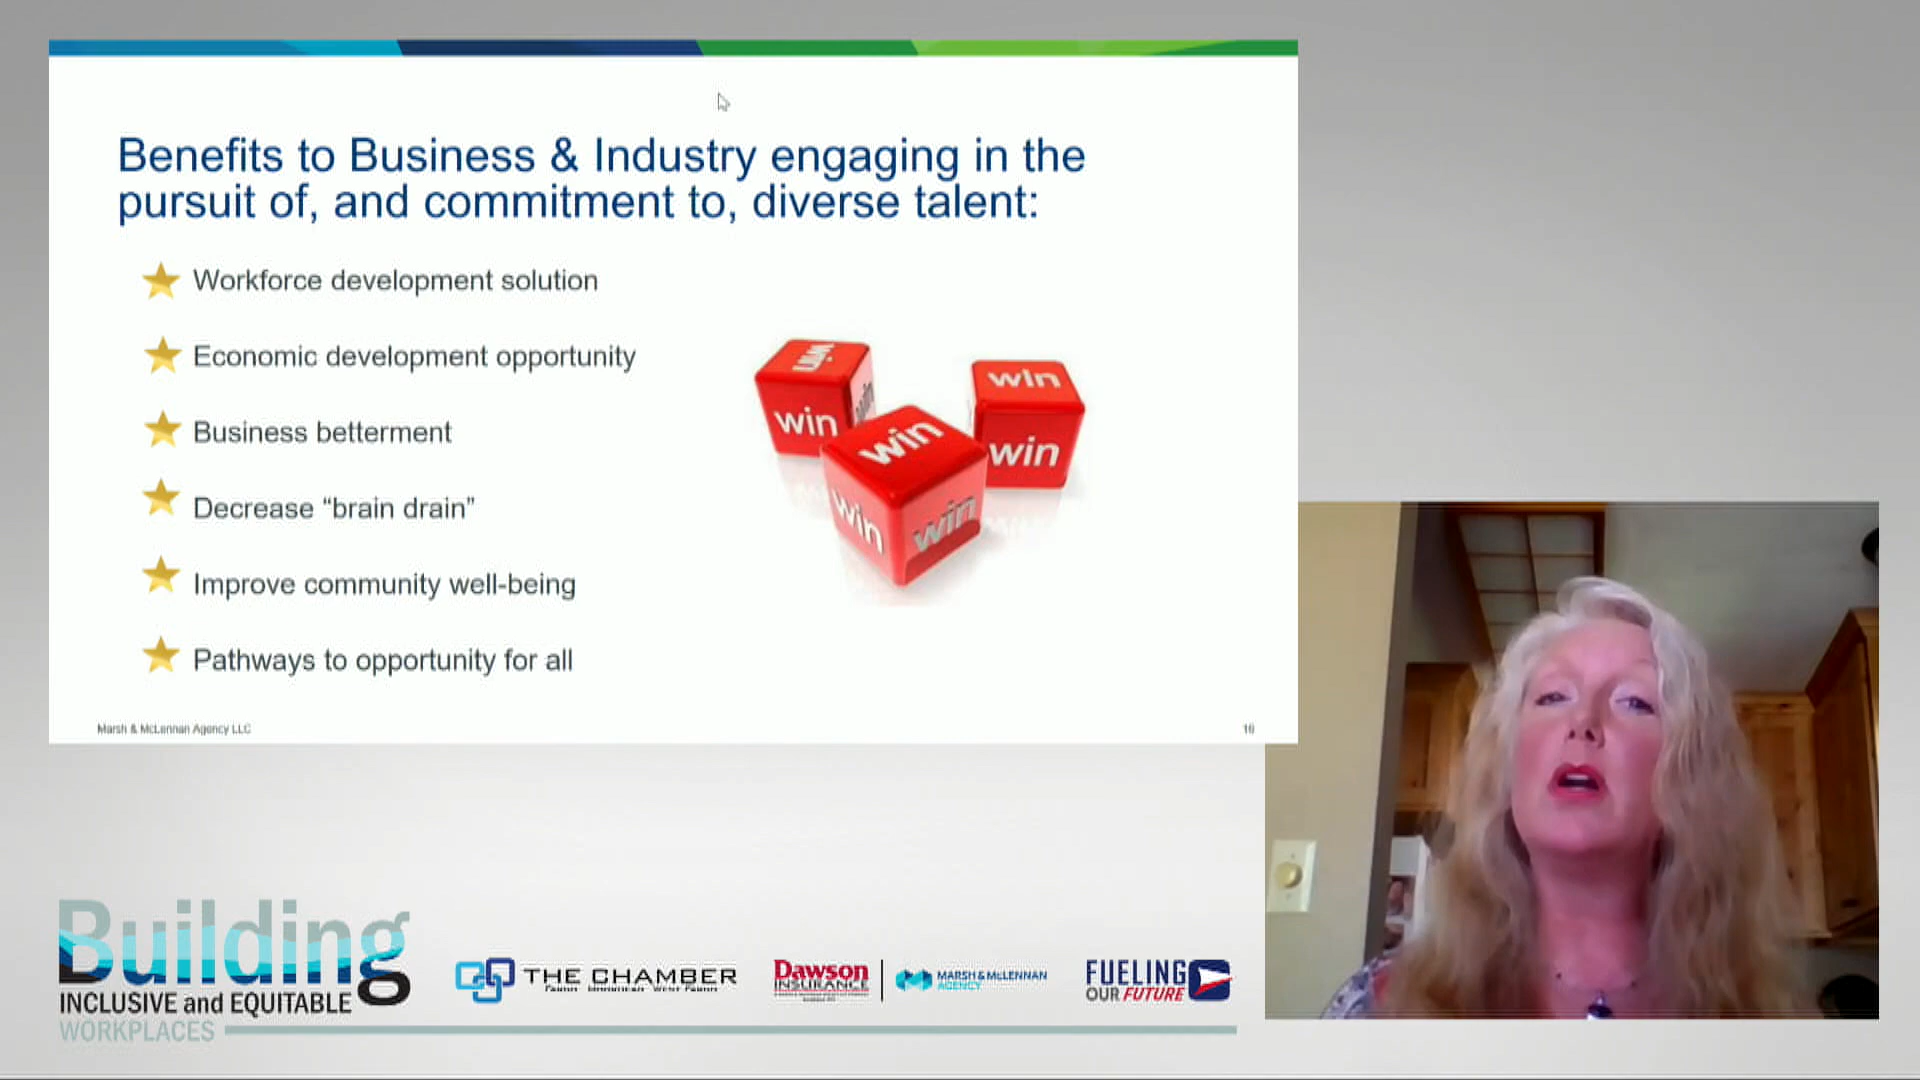 Benefits to Business & Industry engaging in the
pursuit of, and commitment to, diverse talent:
Workforce development solution
Economic development opportunity
Business betterment
Decrease “brain drain”
Improve community well-being
Pathways to opportunity for all
win
win
win
win
win
win
win
Marsh & McLennan Agency LLC
16
Building
INCLUSIVE and EQUITABLE
WORKPLACES
THE CHAMBER
Dawson
INSURANCE
MARSH & McLENNAN
AGENCY
FUELING
OUR FUTURE